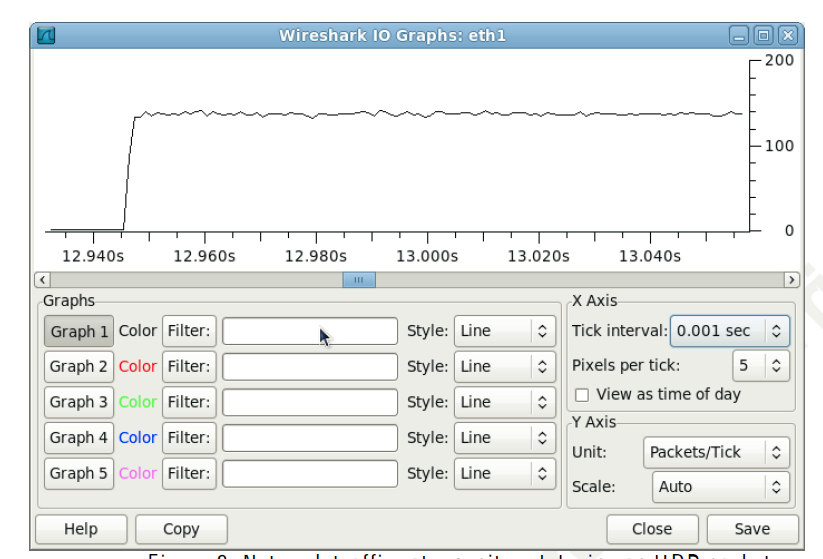 Wireshark IO Graphs: eth1
200
100
0
12.940s 12.960s 12.980s 13.000s 13.020s 13.040s
Graphs
Graph 1 Color Filter: Style: Line
Graph 2 Color Filter: Style: Line
Graph 3 Color Filter: Style: Line
Graph 4 Color Filter: Style: Line
Graph 5 Color Filter: Style: Line
X Axis
Tick interval: 0.001 sec
Pixels per tick: 5
View as time of day
Y Axis
Unit: Packets/Tick
Scale: Auto
Help Copy Close Save